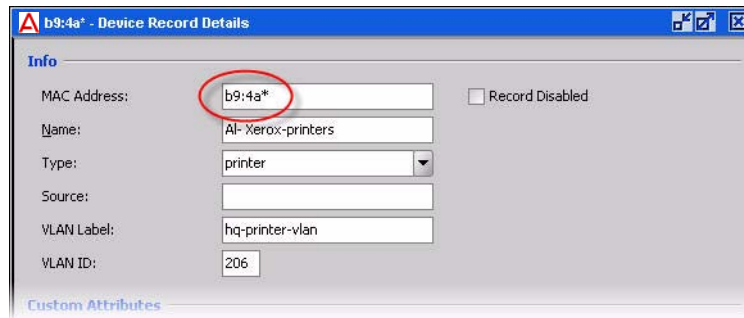 b9:4a* - Device Record Details
Info
MAC Address: b9:4a* Record Disabled
Name: Al- Xerox-printers
Type: printer
Source:
VLAN Label: hq-printer-vlan
VLAN ID: 206
Custom Attributes